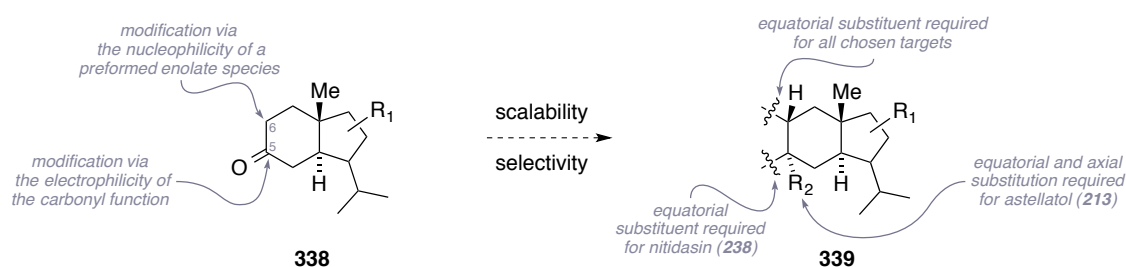 modification via
the nucleophilicity of a
preformed enolate species
Me
R1
6
5
O
H
modification via
the electrophilicity of
the carbonyl function
338
scalability
selectivity
equatorial substituent required
for all chosen targets
H
Me
R1
R2
H
equatorial
substituent required
for nitidasin (238)
equatorial and axial
substitution required
for astellatol (213)
339